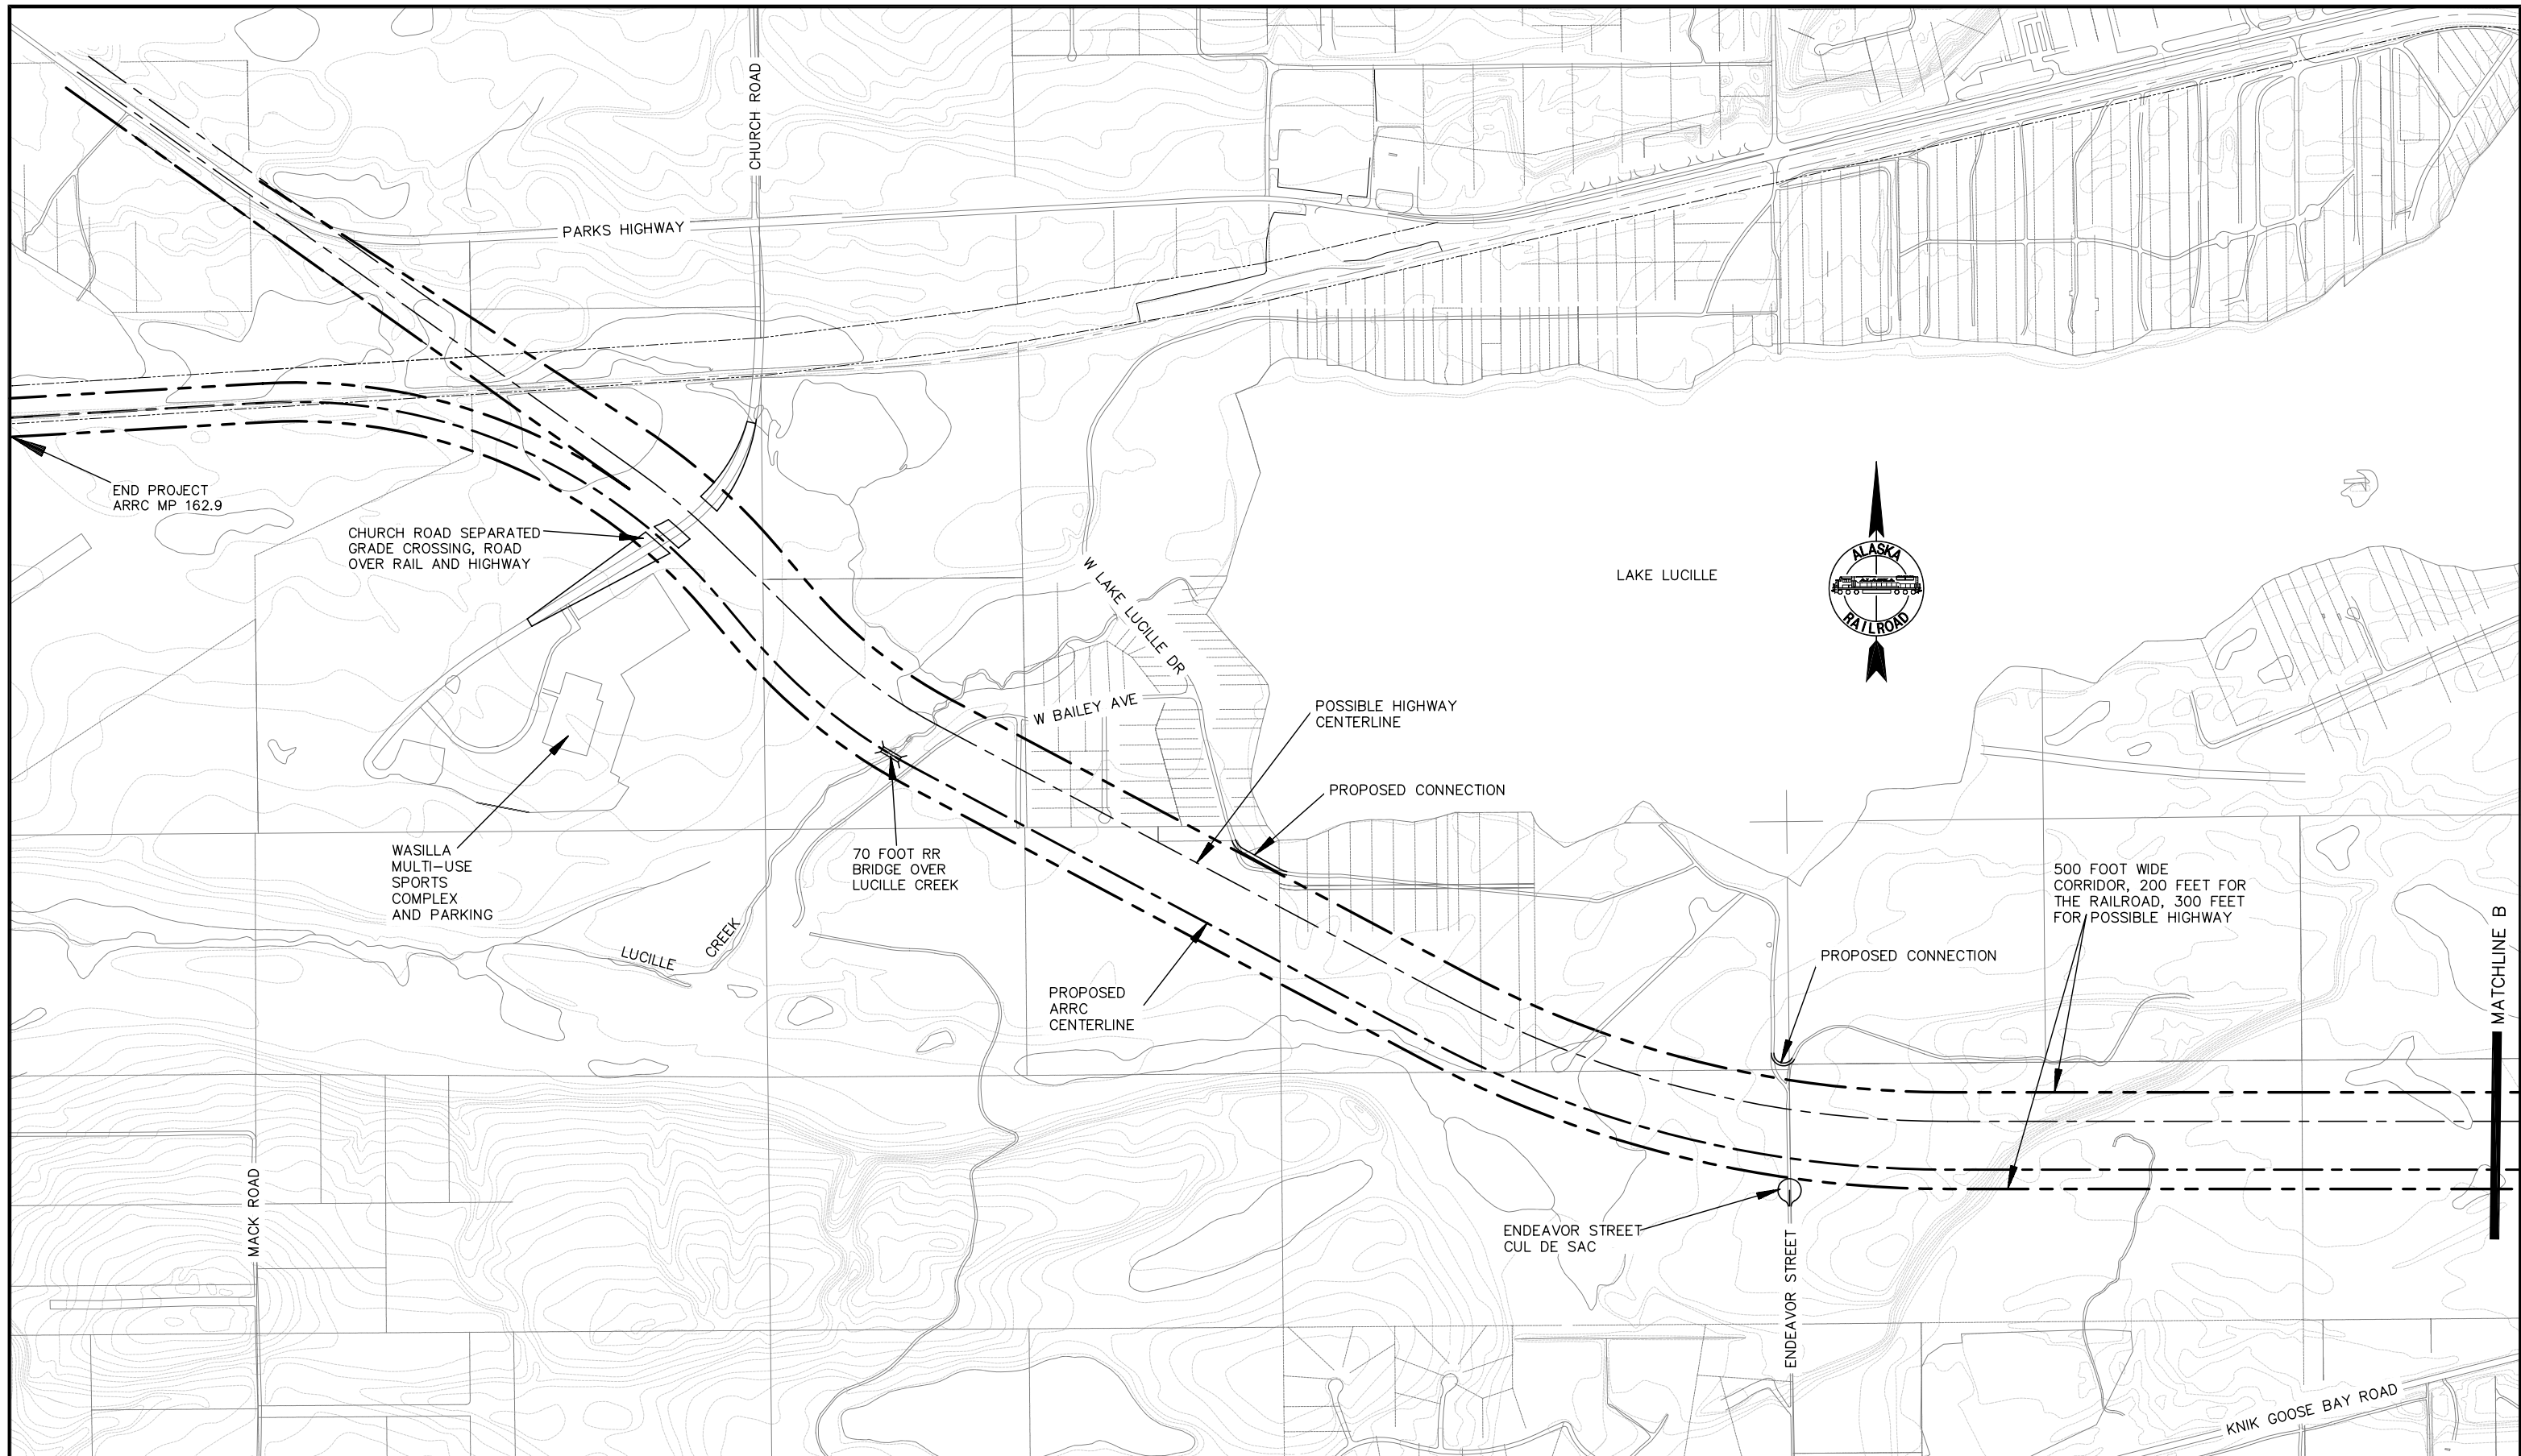 CHURCH ROAD
PARKS HIGHWAY
END PROJECT
ARRC MP 162.9
CHURCH ROAD SEPARATED
GRADE CROSSING, ROAD
OVER RAIL AND HIGHWAY
W LAKE LUCILLE DR
LAKE LUCILLE
ALASKA
RAILROAD
W BAILEY AVE
POSSIBLE HIGHWAY
CENTERLINE
PROPOSED CONNECTION
WASILLA
MULTI-USE
SPORTS
COMPLEX
AND PARKING
70 FOOT RR
BRIDGE OVER
LUCILLE CREEK
500 FOOT WIDE
CORRIDOR, 200 FEET FOR
THE RAILROAD, 300 FEET
FOR POSSIBLE HIGHWAY
MATCHLINE B
LUCILLE CREEK
PROPOSED CONNECTION
PROPOSED
ARRC
CENTERLINE
MACK ROAD
ENDEAVOR STREET
CUL DE SAC
ENDEAVOR STREET
KNIK GOOSE BAY ROAD